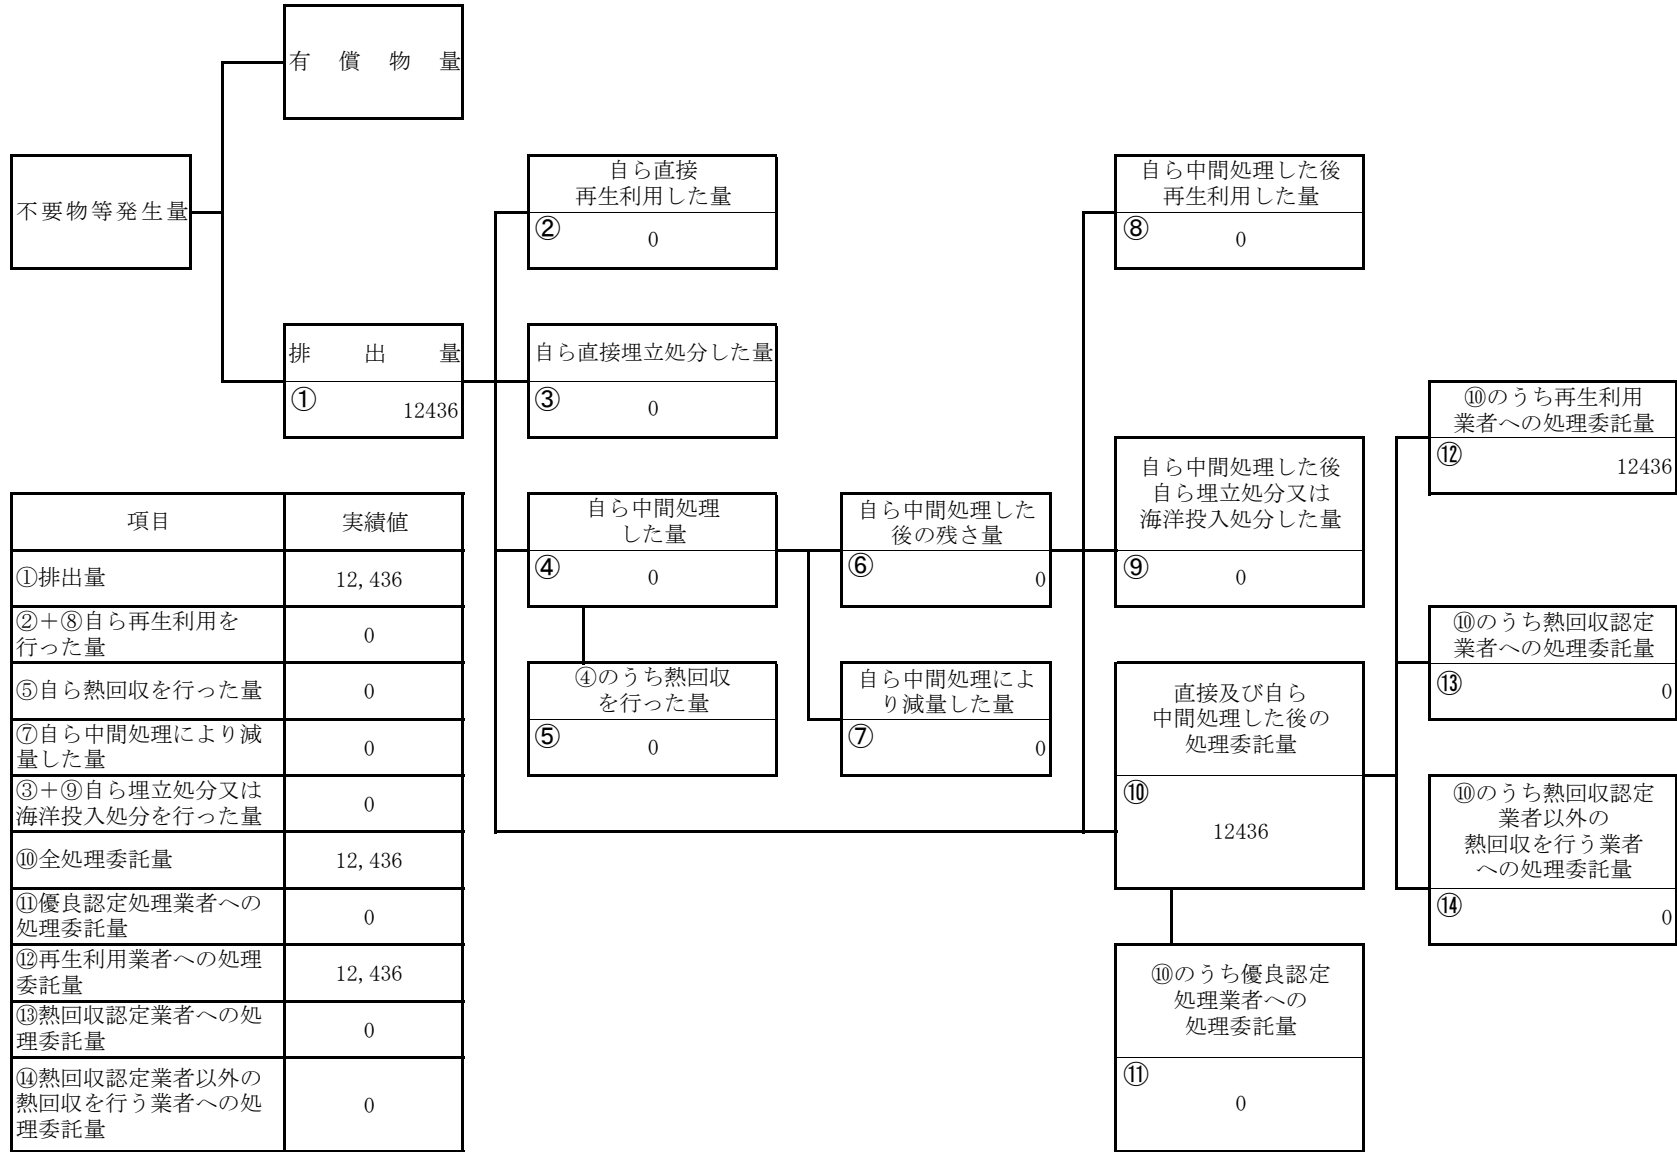 有償物量
不要物等発生量
排出量
①
12436
自ら直接
再生利用した量
②
0
自ら直接埋立処分した量
③
0
自ら中間処理
した量
④
0
④のうち熱回収
を行った量
⑤
0
自ら中間処理した
後の残さ量
⑥
0
自ら中間処理によ
り減量した量
⑦
0
自ら中間処理した後
再生利用した量
⑧
0
自ら中間処理した後
自ら埋立処分又は
海洋投入処分した量
⑨
0
直接及び自ら
中間処理した後の
処理委託量
⑩
12436
⑩のうち優良認定
処理業者への
処理委託量
⑪
0
⑩のうち再生利用
業者への処理委託量
⑫
12436
⑩のうち熱回収認定
業者への処理委託量
⑬
0
⑩のうち熱回収認定
業者以外の
熱回収を行う業者
への処理委託量
⑭
0
項目 実績値
①排出量 12,436
②+⑧自ら再生利用を
行った量 0
⑤自ら熱回収を行った量 0
⑦自ら中間処理により減
量した量 0
③+⑨自ら埋立処分又は
海洋投入処分を行った量 0
⑩全処理委託量 12,436
⑪優良認定処理業者への
処理委託量 0
⑫再生利用業者への処理
委託量 12,436
⑬熱回収認定業者への処
理委託量 0
⑭熱回収認定業者以外の
熱回収を行う業者への処
理委託量 0